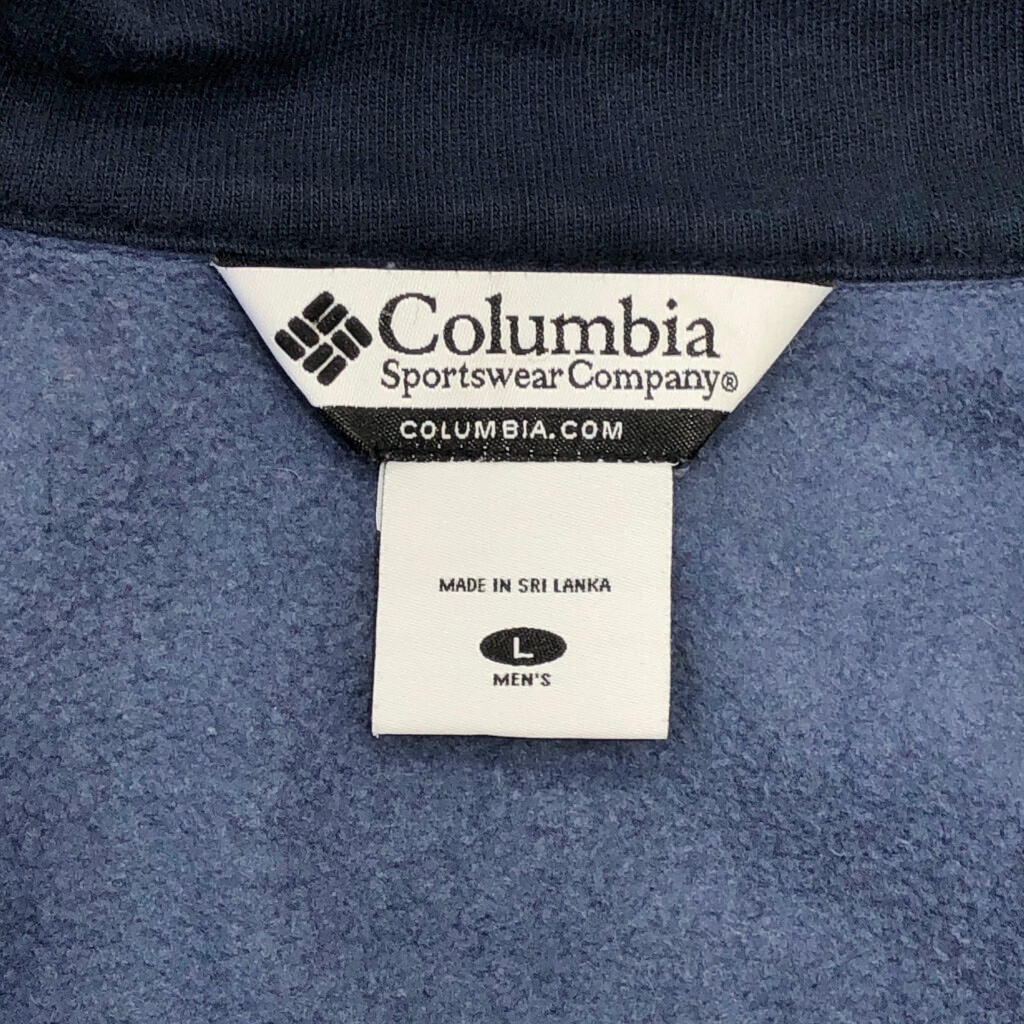 Columbia
Sportswear Company®
COLUMBIA.COM
MADE IN SRI LANKA
L
MEN'S